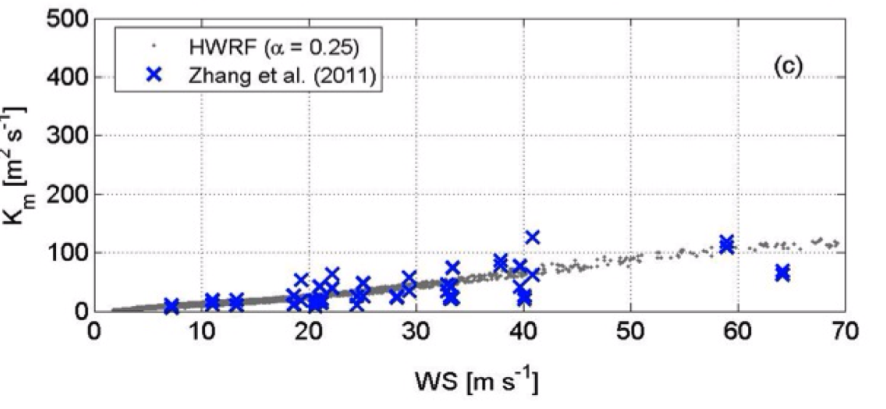 500
400
300
200
100
0
K_m [m² s⁻¹]
HWRF (α = 0.25)
Zhang et al. (2011)
(c)
0 10 20 30 40 50 60 70
WS [m s⁻¹]